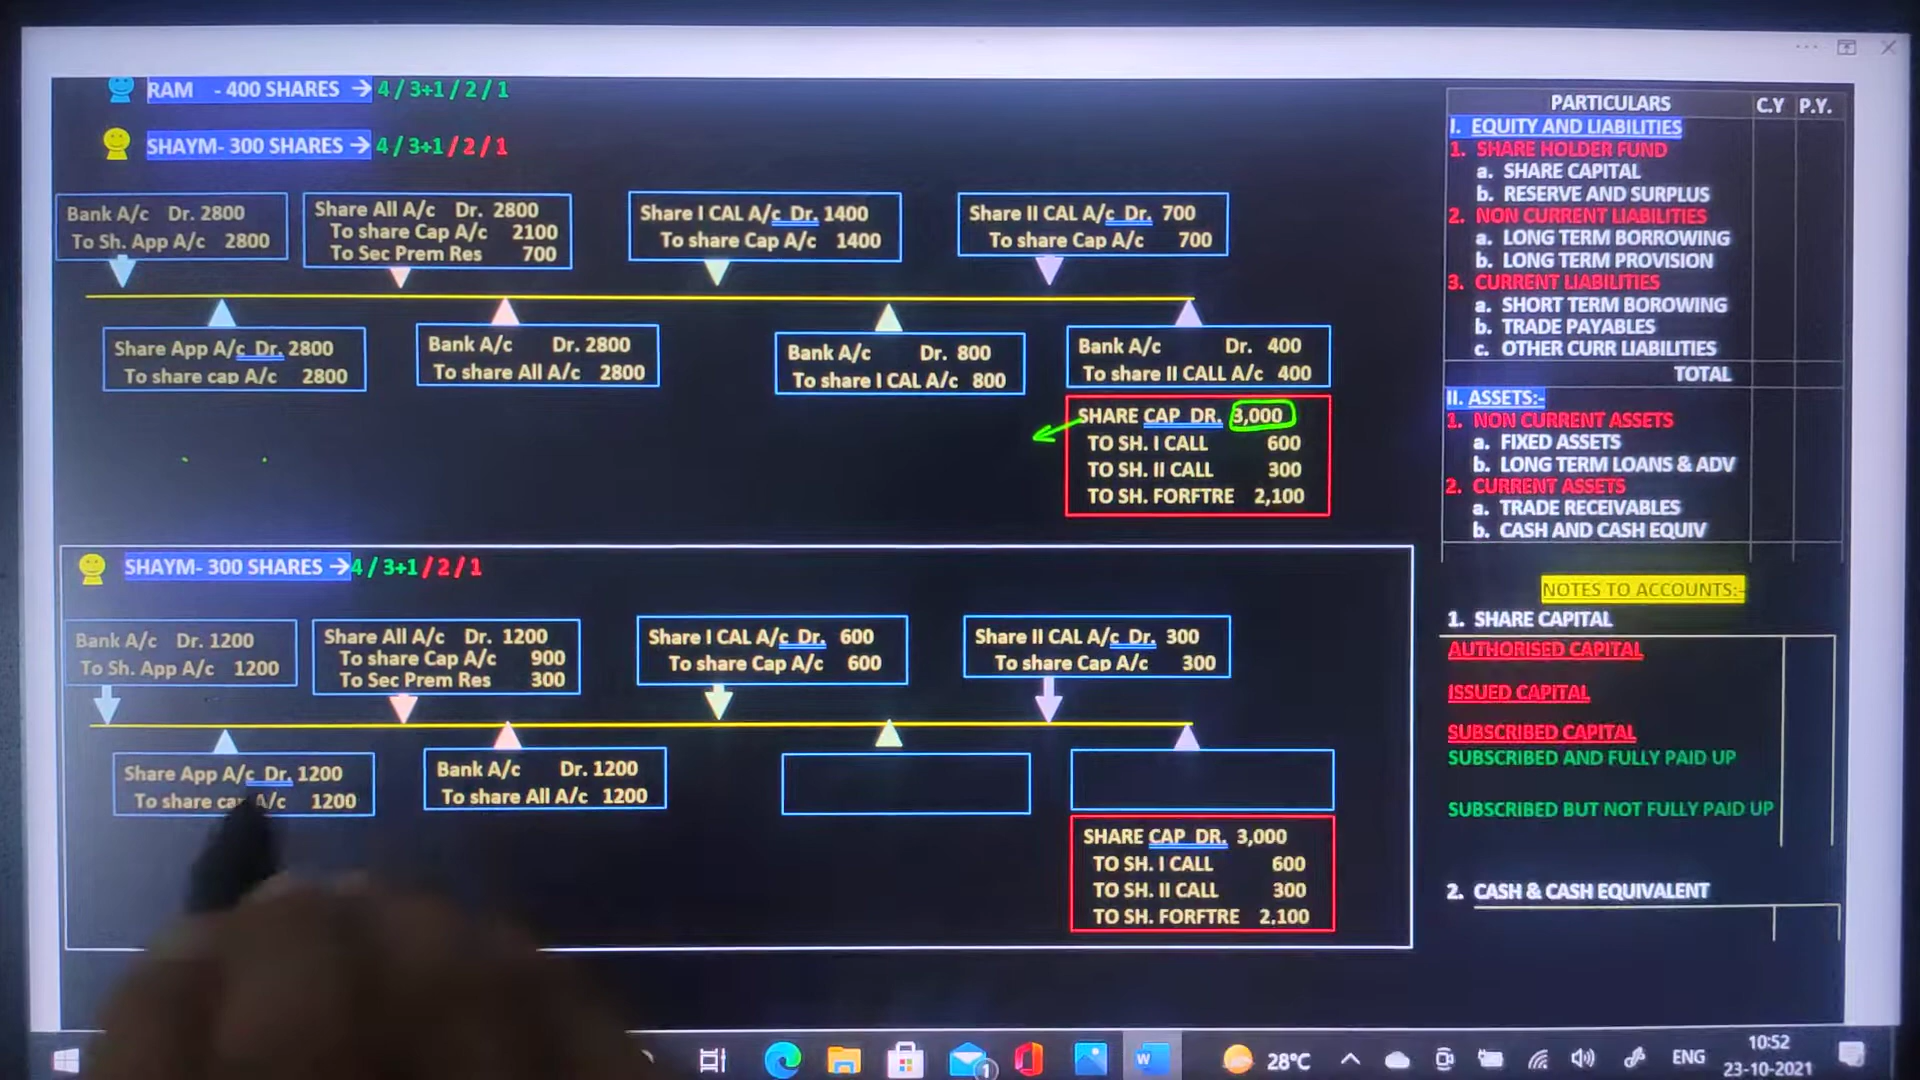 RAM - 400 SHARES → 4 / 3+1 / 2 / 1
SHAYM- 300 SHARES → 4 / 3+1 / 2 / 1
Bank A/c Dr. 2800
To Sh. App A/c 2800
Share All A/c Dr. 2800
To share Cap A/c 2100
To Sec Prem Res 700
Share I CAL A/c Dr. 1400
To share Cap A/c 1400
Share II CAL A/c Dr. 700
To share Cap A/c 700
Share App A/c Dr. 2800
To share cap A/c 2800
Bank A/c Dr. 2800
To share All A/c 2800
Bank A/c Dr. 800
To share I CAL A/c 800
Bank A/c Dr. 400
To share II CALL A/c 400
SHARE CAP DR. 3,000
TO SH. I CALL 600
TO SH. II CALL 300
TO SH. FORFTRE 2,100
SHAYM- 300 SHARES → 4 / 3+1 / 2 / 1
Bank A/c Dr. 1200
To Sh. App A/c 1200
Share All A/c Dr. 1200
To share Cap A/c 900
To Sec Prem Res 300
Share I CAL A/c Dr. 600
To share Cap A/c 600
Share II CAL A/c Dr. 300
To share Cap A/c 300
Share App A/c Dr. 1200
To share cap A/c 1200
Bank A/c Dr. 1200
To share All A/c 1200
SHARE CAP DR. 3,000
TO SH. I CALL 600
TO SH. II CALL 300
TO SH. FORFTRE 2,100
PARTICULARS C.Y P.Y.
I. EQUITY AND LIABILITIES
1. SHARE HOLDER FUND
a. SHARE CAPITAL
b. RESERVE AND SURPLUS
2. NON CURRENT LIABILITIES
a. LONG TERM BORROWING
b. LONG TERM PROVISION
3. CURRENT LIABILITIES
a. SHORT TERM BOROWING
b. TRADE PAYABLES
c. OTHER CURR LIABILITIES
TOTAL
II. ASSETS:-
1. NON CURRENT ASSETS
a. FIXED ASSETS
b. LONG TERM LOANS & ADV
2. CURRENT ASSETS
a. TRADE RECEIVABLES
b. CASH AND CASH EQUIV
NOTES TO ACCOUNTS:-
1. SHARE CAPITAL
AUTHORISED CAPITAL
ISSUED CAPITAL
SUBSCRIBED CAPITAL
SUBSCRIBED AND FULLY PAID UP
SUBSCRIBED BUT NOT FULLY PAID UP
2. CASH & CASH EQUIVALENT
1
W
28°C
ENG
10:52
23-10-2021